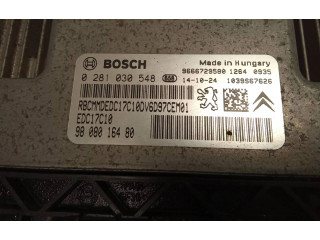 BOSCH
Made in Hungary
0 281 030 548
9666729580 1264 0935
14-10-24 1039S67626
RBCMMDEDC17C10DV6D97CEM01
EDC17C10
98 080 164 80